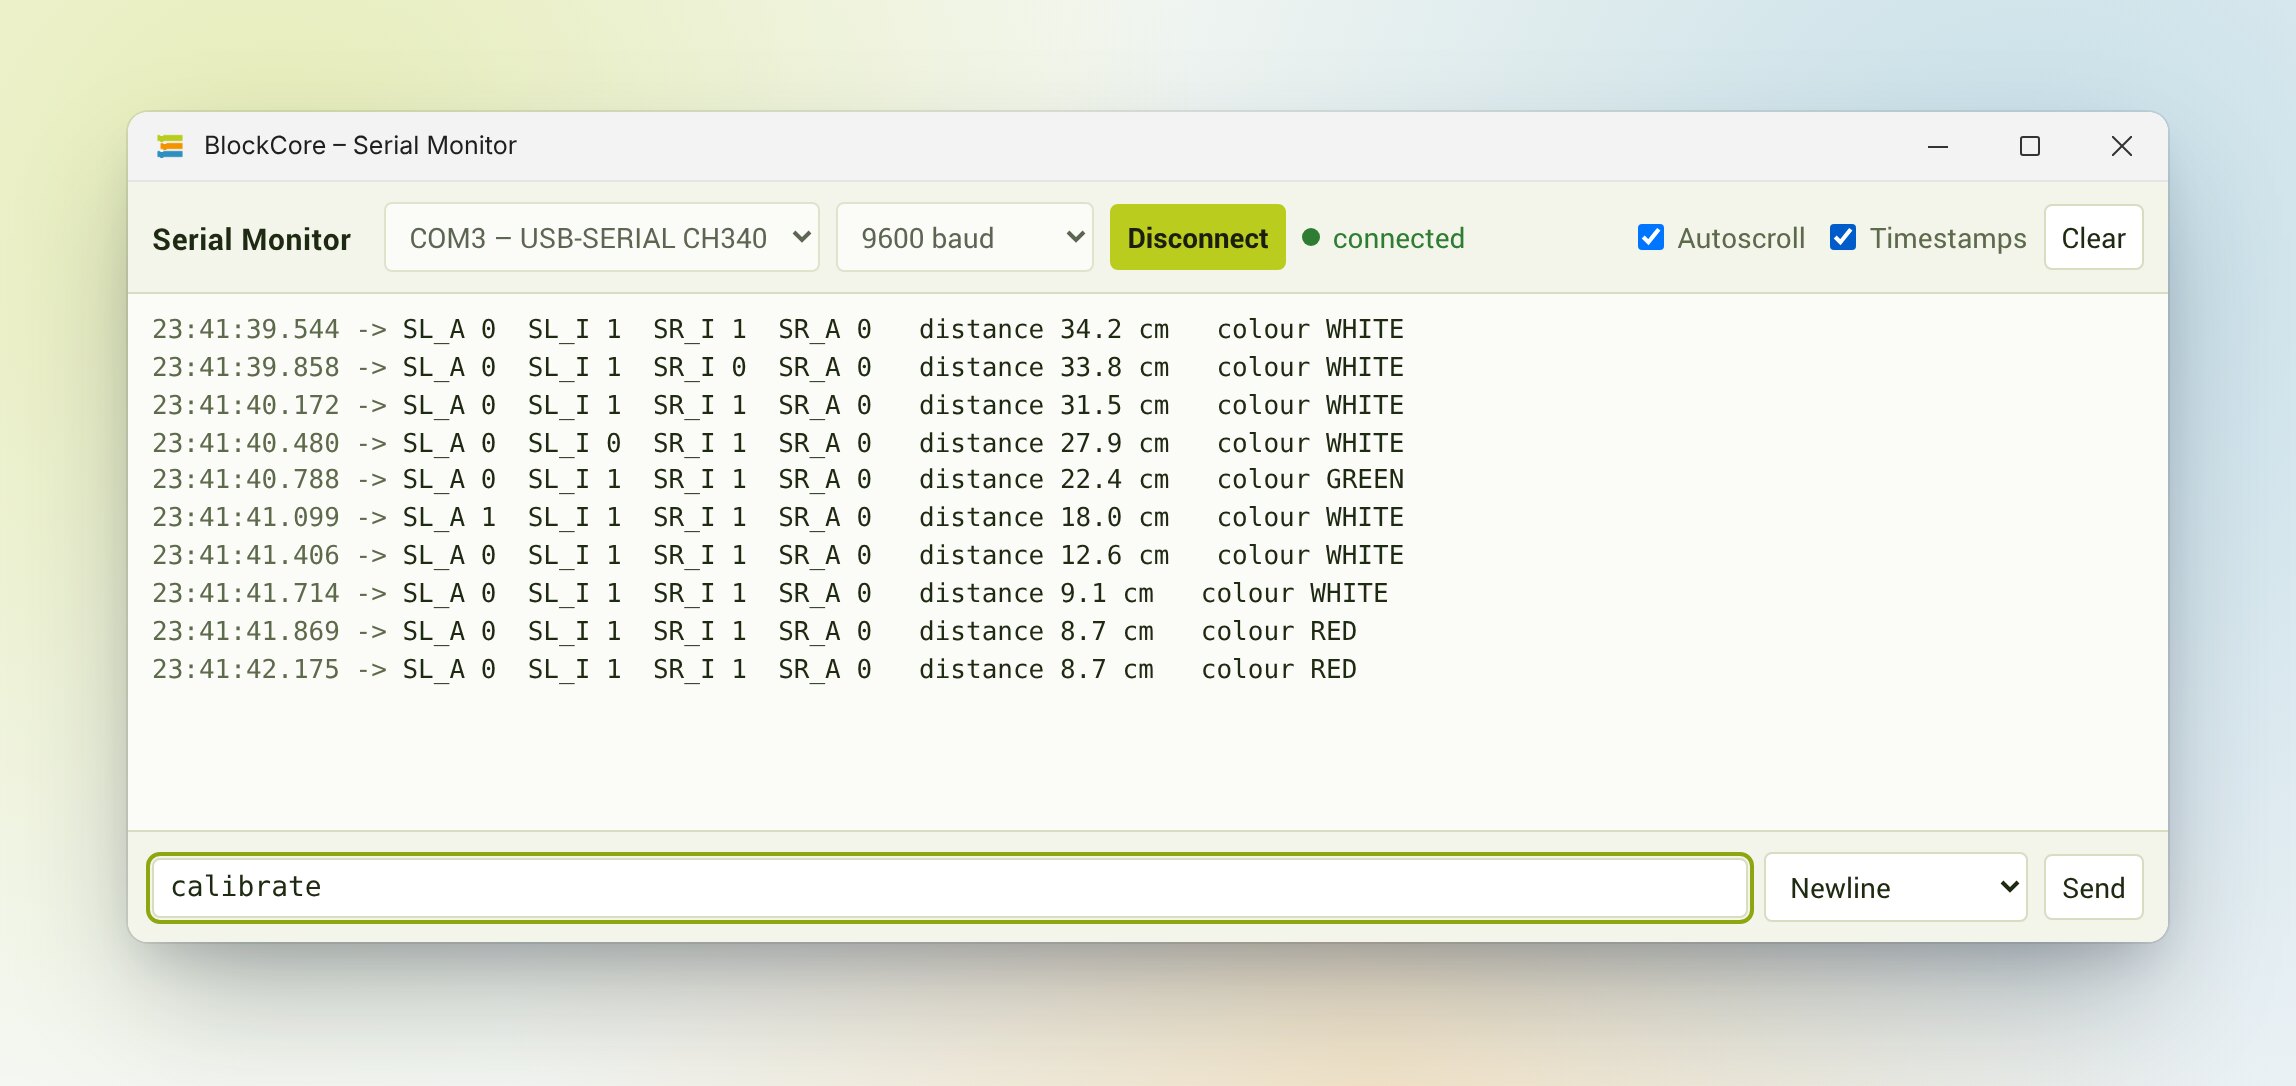 BlockCore – Serial Monitor
Serial Monitor COM3 – USB-SERIAL CH340 9600 baud Disconnect connected Autoscroll Timestamps Clear
23:41:39.544 -> SL_A 0  SL_I 1  SR_I 1  SR_A 0   distance 34.2 cm   colour WHITE
23:41:39.858 -> SL_A 0  SL_I 1  SR_I 0  SR_A 0   distance 33.8 cm   colour WHITE
23:41:40.172 -> SL_A 0  SL_I 1  SR_I 1  SR_A 0   distance 31.5 cm   colour WHITE
23:41:40.480 -> SL_A 0  SL_I 0  SR_I 1  SR_A 0   distance 27.9 cm   colour WHITE
23:41:40.788 -> SL_A 0  SL_I 1  SR_I 1  SR_A 0   distance 22.4 cm   colour GREEN
23:41:41.099 -> SL_A 1  SL_I 1  SR_I 1  SR_A 0   distance 18.0 cm   colour WHITE
23:41:41.406 -> SL_A 0  SL_I 1  SR_I 1  SR_A 0   distance 12.6 cm   colour WHITE
23:41:41.714 -> SL_A 0  SL_I 1  SR_I 1  SR_A 0   distance 9.1 cm   colour WHITE
23:41:41.869 -> SL_A 0  SL_I 1  SR_I 1  SR_A 0   distance 8.7 cm   colour RED
23:41:42.175 -> SL_A 0  SL_I 1  SR_I 1  SR_A 0   distance 8.7 cm   colour RED
calibrate Newline Send